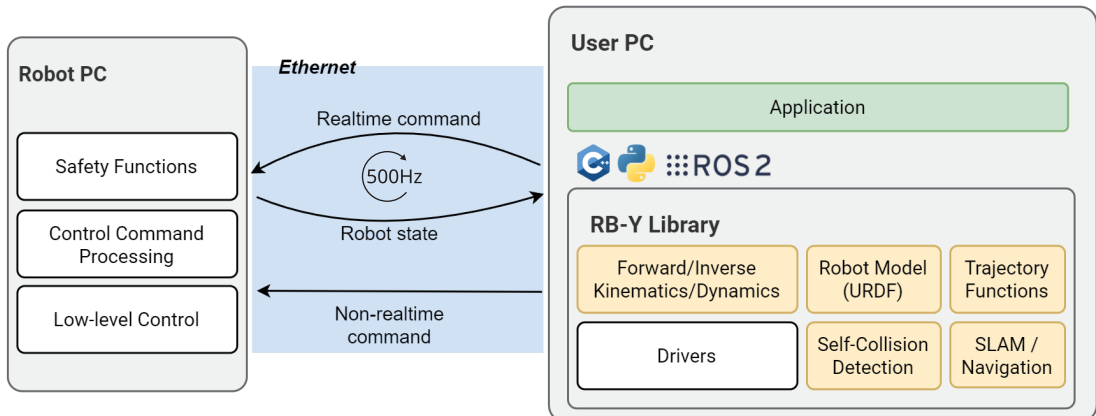 Robot PC
Safety Functions
Control Command
Processing
Low-level Control
Ethernet
Realtime command
500Hz
Robot state
Non-realtime
command
User PC
Application
C++
ROS 2
RB-Y Library
Forward/Inverse
Kinematics/Dynamics
Robot Model
(URDF)
Trajectory
Functions
Drivers
Self-Collision
Detection
SLAM /
Navigation